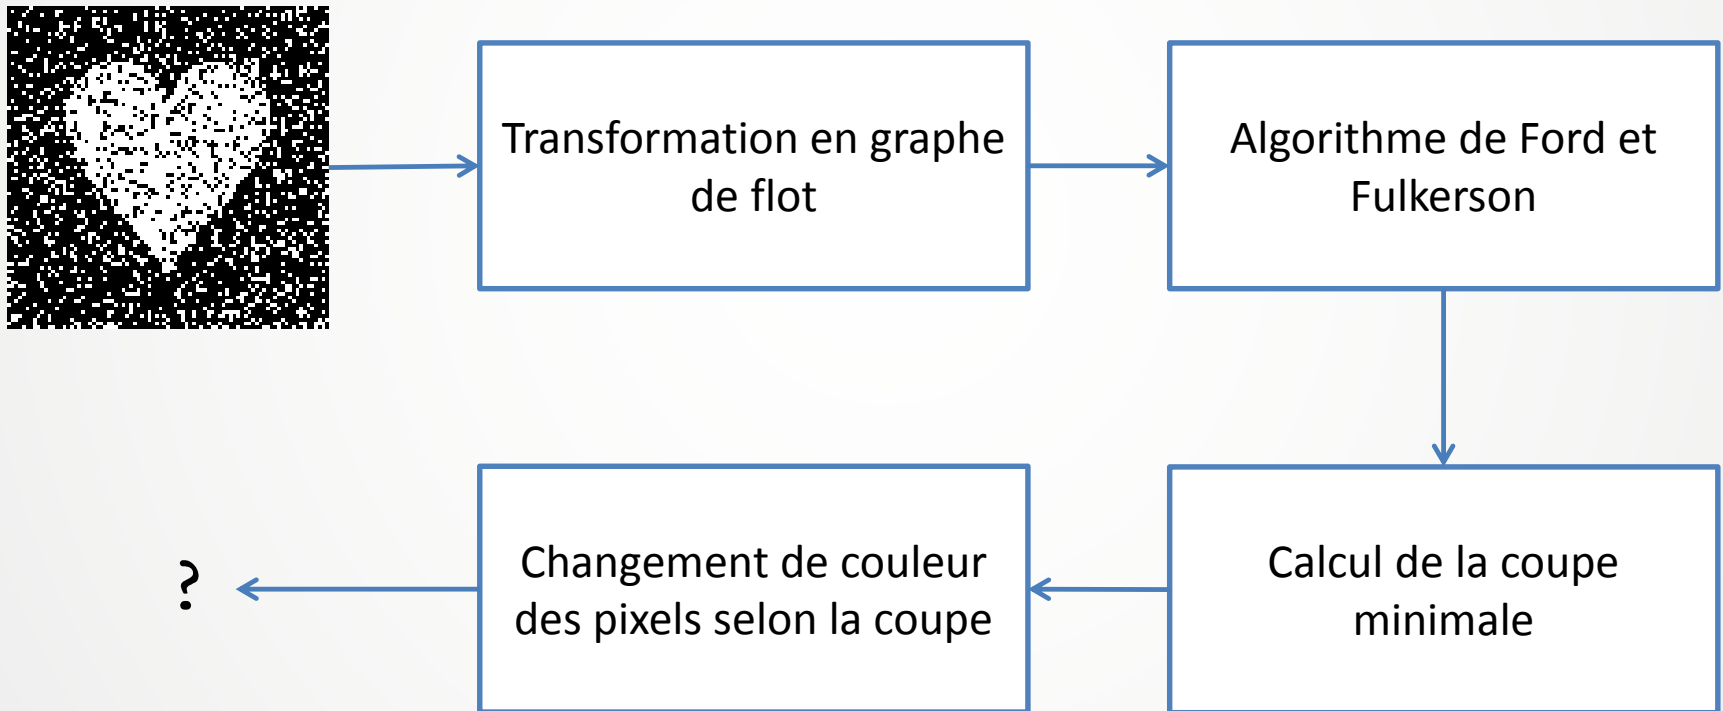 Transformation en graphe
de flot
Algorithme de Ford et
Fulkerson
Calcul de la coupe
minimale
Changement de couleur
des pixels selon la coupe
?